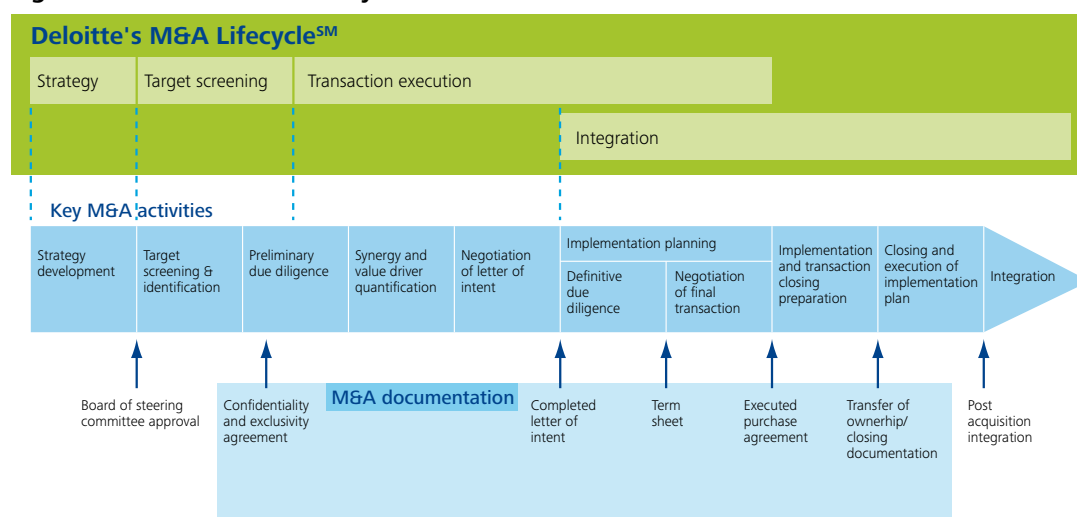 Deloitte's M&A Lifecycle℠
Strategy
Target screening
Transaction execution
Integration
Key M&A activities
Strategy
development
Target
screening &
identification
Preliminary
due diligence
Synergy and
value driver
quantification
Negotiation
of letter of
intent
Implementation planning
Definitive
due
diligence
Negotiation
of final
transaction
Implementation
and transaction
closing
preparation
Closing and
execution of
implementation
plan
Integration
Board of steering
committee approval
Confidentiality
and exclusivity
agreement
M&A documentation
Completed
letter of
intent
Term
sheet
Executed
purchase
agreement
Transfer of
ownerhip/
closing
documentation
Post
acquisition
integration